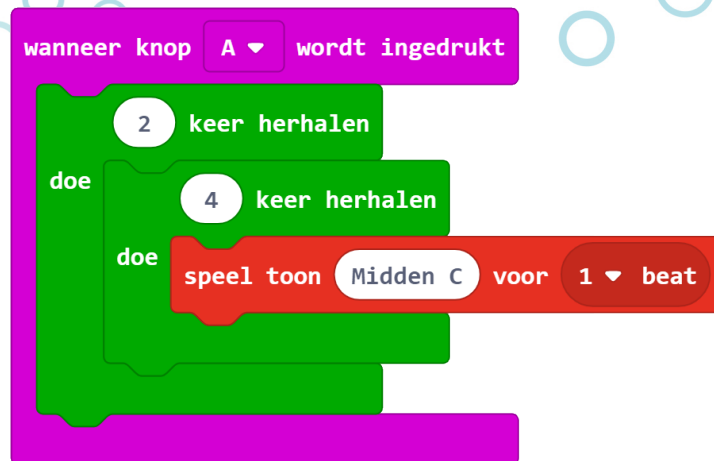 wanneer knop A wordt ingedrukt
2 keer herhalen
doe
4 keer herhalen
doe
speel toon Midden C voor 1 beat